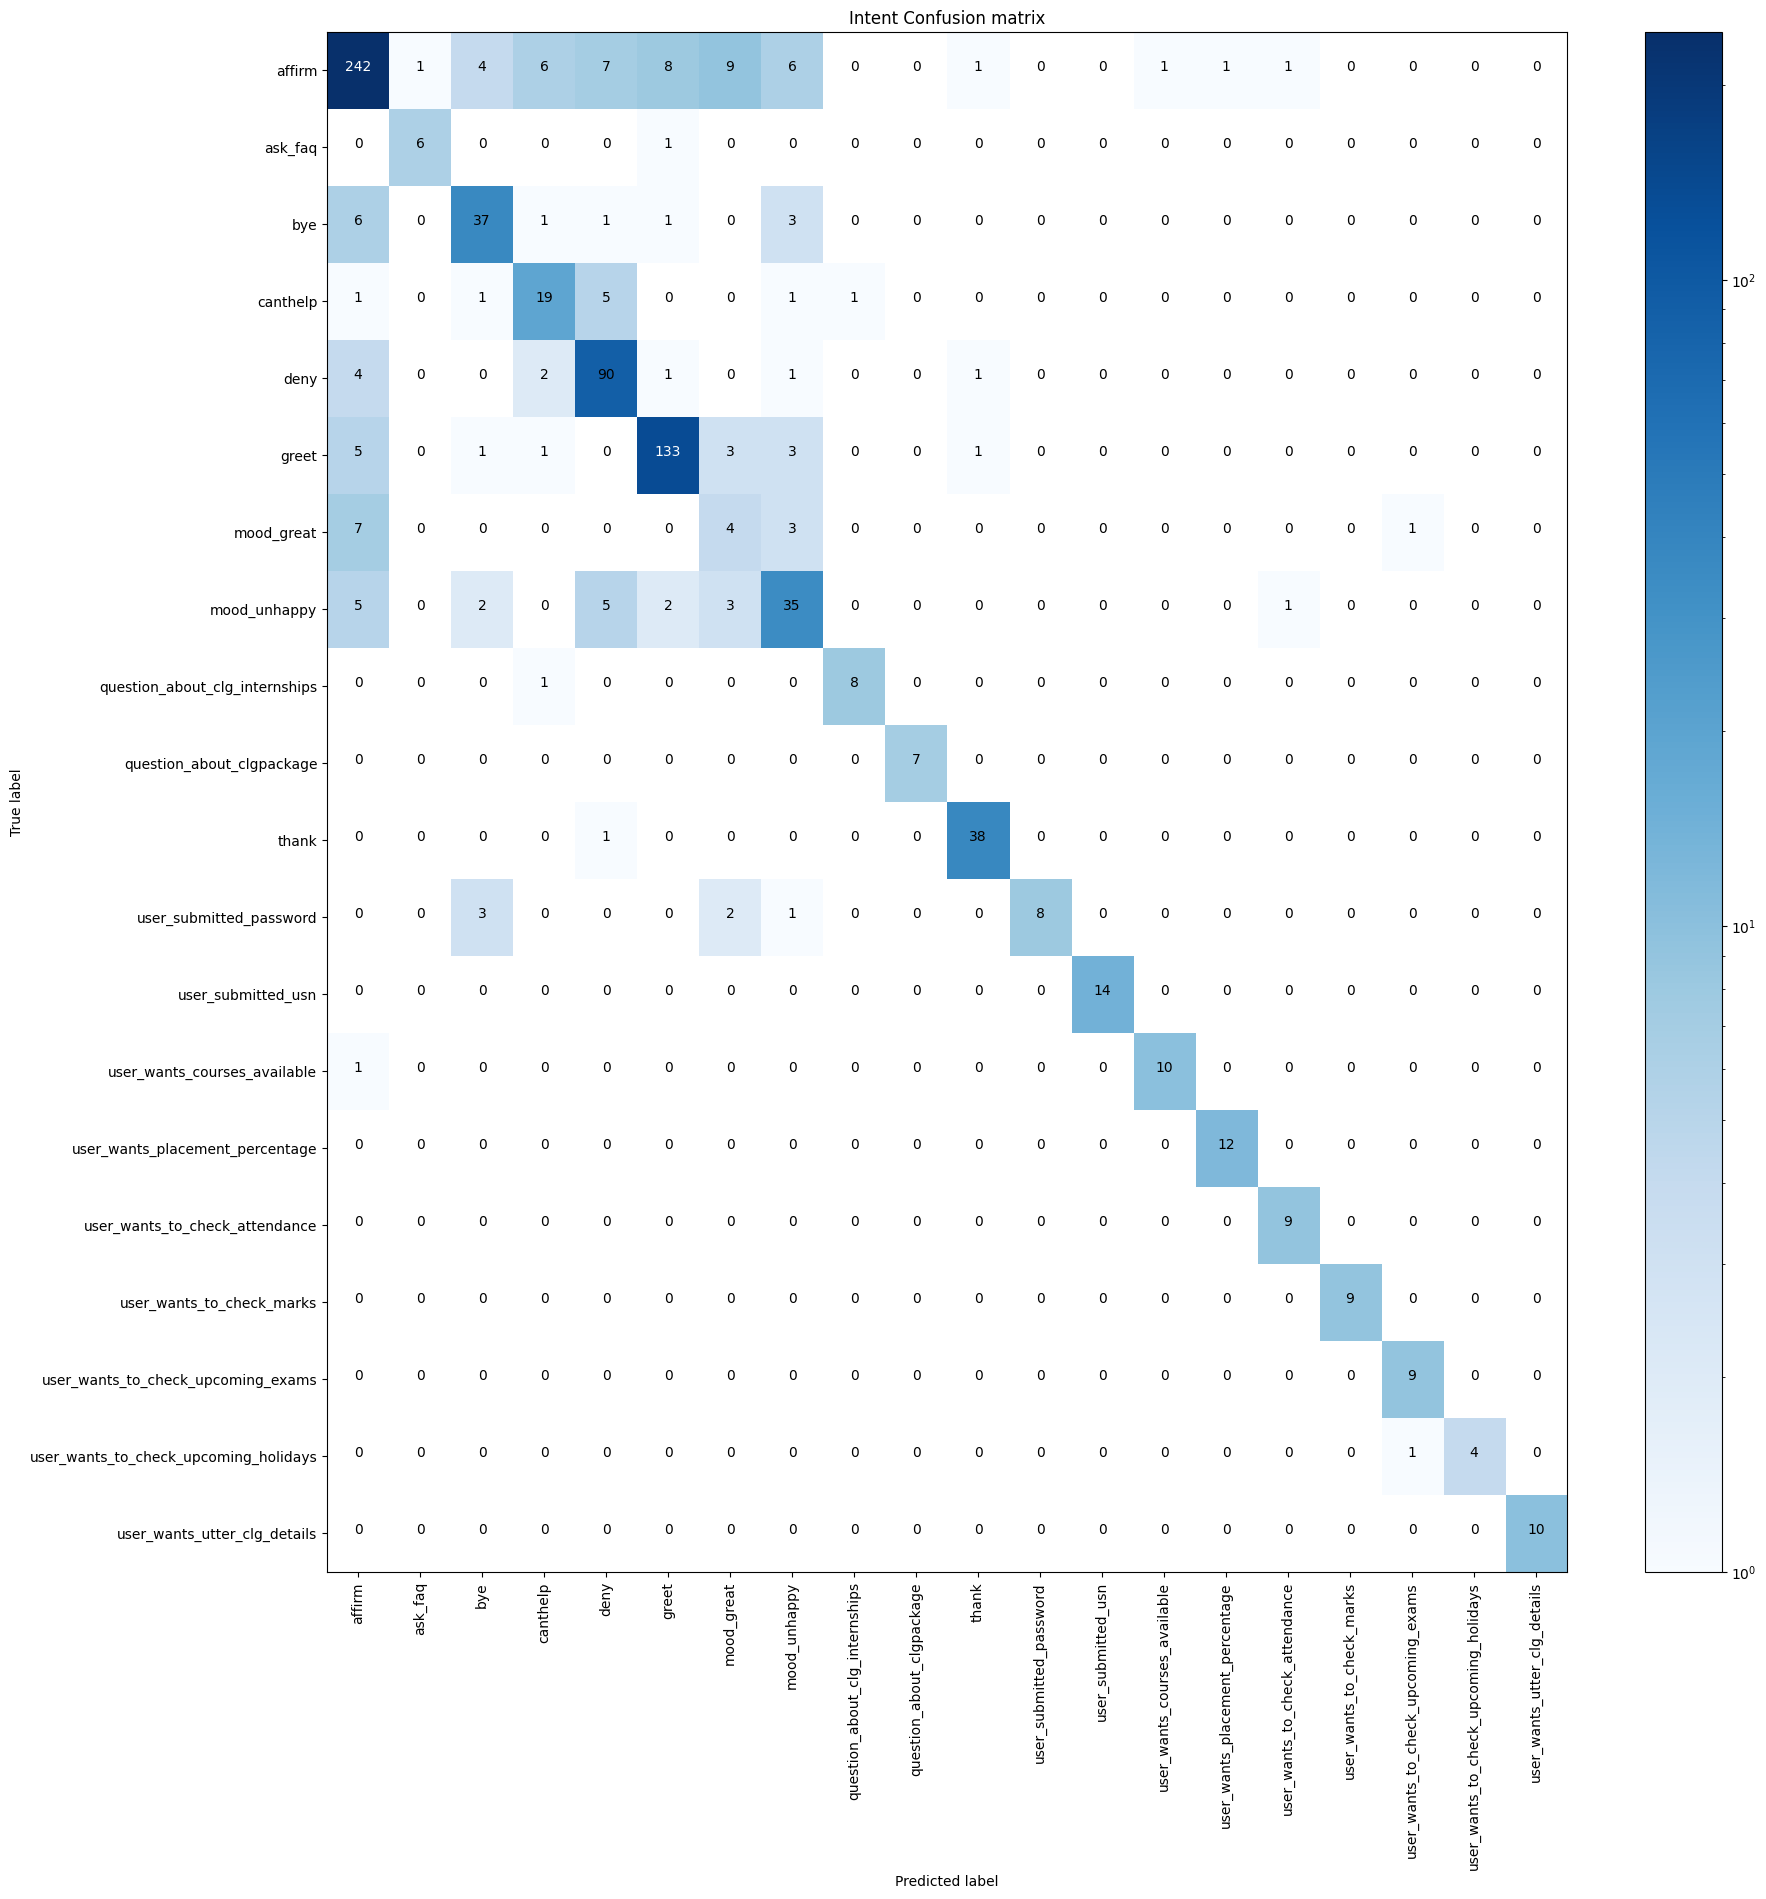 Intent Confusion matrix
affirm 242 1 4 6 7 8 9 6 0 0 1 0 0 1 1 1 0 0 0 0
ask_faq 0 6 0 0 0 1 0 0 0 0 0 0 0 0 0 0 0 0 0 0
bye 6 0 37 1 1 1 0 3 0 0 0 0 0 0 0 0 0 0 0 0
canthelp 1 0 1 19 5 0 0 1 1 0 0 0 0 0 0 0 0 0 0 0
deny 4 0 0 2 90 1 0 1 0 0 1 0 0 0 0 0 0 0 0 0
greet 5 0 1 1 0 133 3 3 0 0 1 0 0 0 0 0 0 0 0 0
mood_great 7 0 0 0 0 0 4 3 0 0 0 0 0 0 0 0 0 1 0 0
mood_unhappy 5 0 2 0 5 2 3 35 0 0 0 0 0 0 0 1 0 0 0 0
question_about_clg_internships 0 0 0 1 0 0 0 0 8 0 0 0 0 0 0 0 0 0 0 0
question_about_clgpackage 0 0 0 0 0 0 0 0 0 7 0 0 0 0 0 0 0 0 0 0
thank 0 0 0 0 1 0 0 0 0 0 38 0 0 0 0 0 0 0 0 0
user_submitted_password 0 0 3 0 0 0 2 1 0 0 0 8 0 0 0 0 0 0 0 0
user_submitted_usn 0 0 0 0 0 0 0 0 0 0 0 0 14 0 0 0 0 0 0 0
user_wants_courses_available 1 0 0 0 0 0 0 0 0 0 0 0 0 10 0 0 0 0 0 0
user_wants_placement_percentage 0 0 0 0 0 0 0 0 0 0 0 0 0 0 12 0 0 0 0 0
user_wants_to_check_attendance 0 0 0 0 0 0 0 0 0 0 0 0 0 0 0 9 0 0 0 0
user_wants_to_check_marks 0 0 0 0 0 0 0 0 0 0 0 0 0 0 0 0 9 0 0 0
user_wants_to_check_upcoming_exams 0 0 0 0 0 0 0 0 0 0 0 0 0 0 0 0 0 9 0 0
user_wants_to_check_upcoming_holidays 0 0 0 0 0 0 0 0 0 0 0 0 0 0 0 0 0 1 4 0
user_wants_utter_clg_details 0 0 0 0 0 0 0 0 0 0 0 0 0 0 0 0 0 0 0 10
True label
affirm
ask_faq
bye
canthelp
deny
greet
mood_great
mood_unhappy
question_about_clg_internships
question_about_clgpackage
thank
user_submitted_password
user_submitted_usn
user_wants_courses_available
user_wants_placement_percentage
user_wants_to_check_attendance
user_wants_to_check_marks
user_wants_to_check_upcoming_exams
user_wants_to_check_upcoming_holidays
user_wants_utter_clg_details
Predicted label
10²
10¹
10⁰